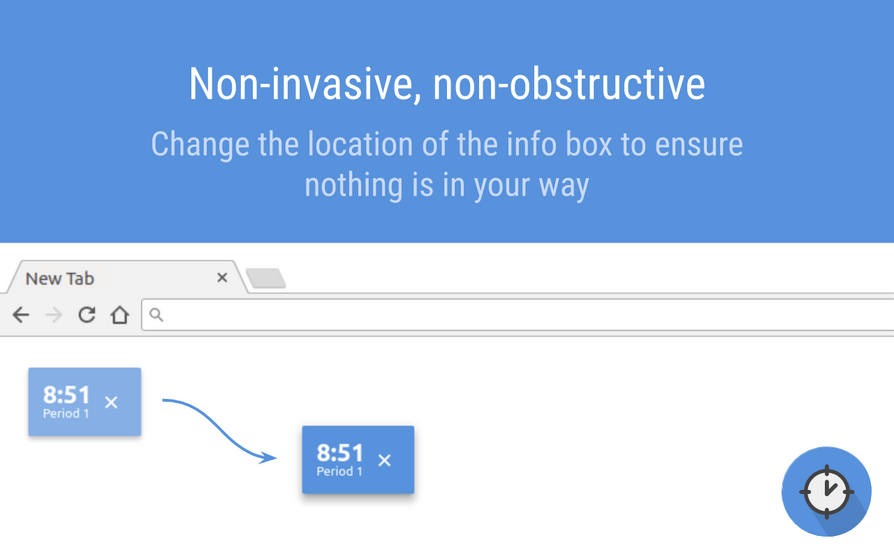 Non-invasive, non-obstructive
Change the location of the info box to ensure
nothing is in your way
New Tab
8:51
Period 1
8:51
Period 1